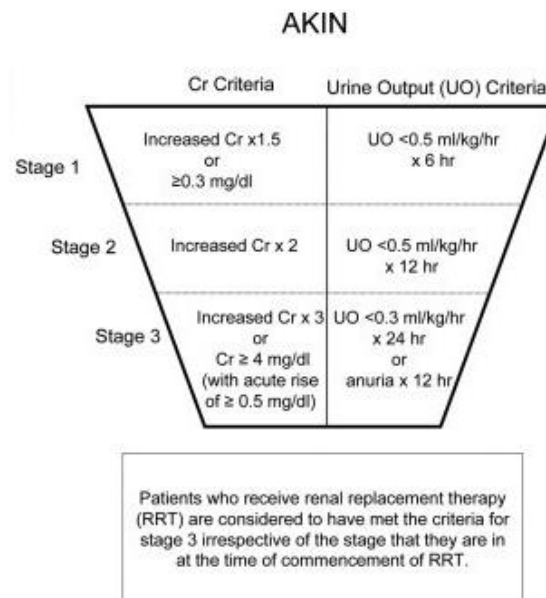 AKIN
Cr Criteria
Urine Output (UO) Criteria
Stage 1
Increased Cr x1.5
or
≥0.3 mg/dl
UO <0.5 ml/kg/hr
x 6 hr
Stage 2
Increased Cr x 2
UO <0.5 ml/kg/hr
x 12 hr
Stage 3
Increased Cr x 3
or
Cr ≥ 4 mg/dl
(with acute rise
of ≥ 0.5 mg/dl)
UO <0.3 ml/kg/hr
x 24 hr
or
anuria x 12 hr
Patients who receive renal replacement therapy
(RRT) are considered to have met the criteria for
stage 3 irrespective of the stage that they are in
at the time of commencement of RRT.